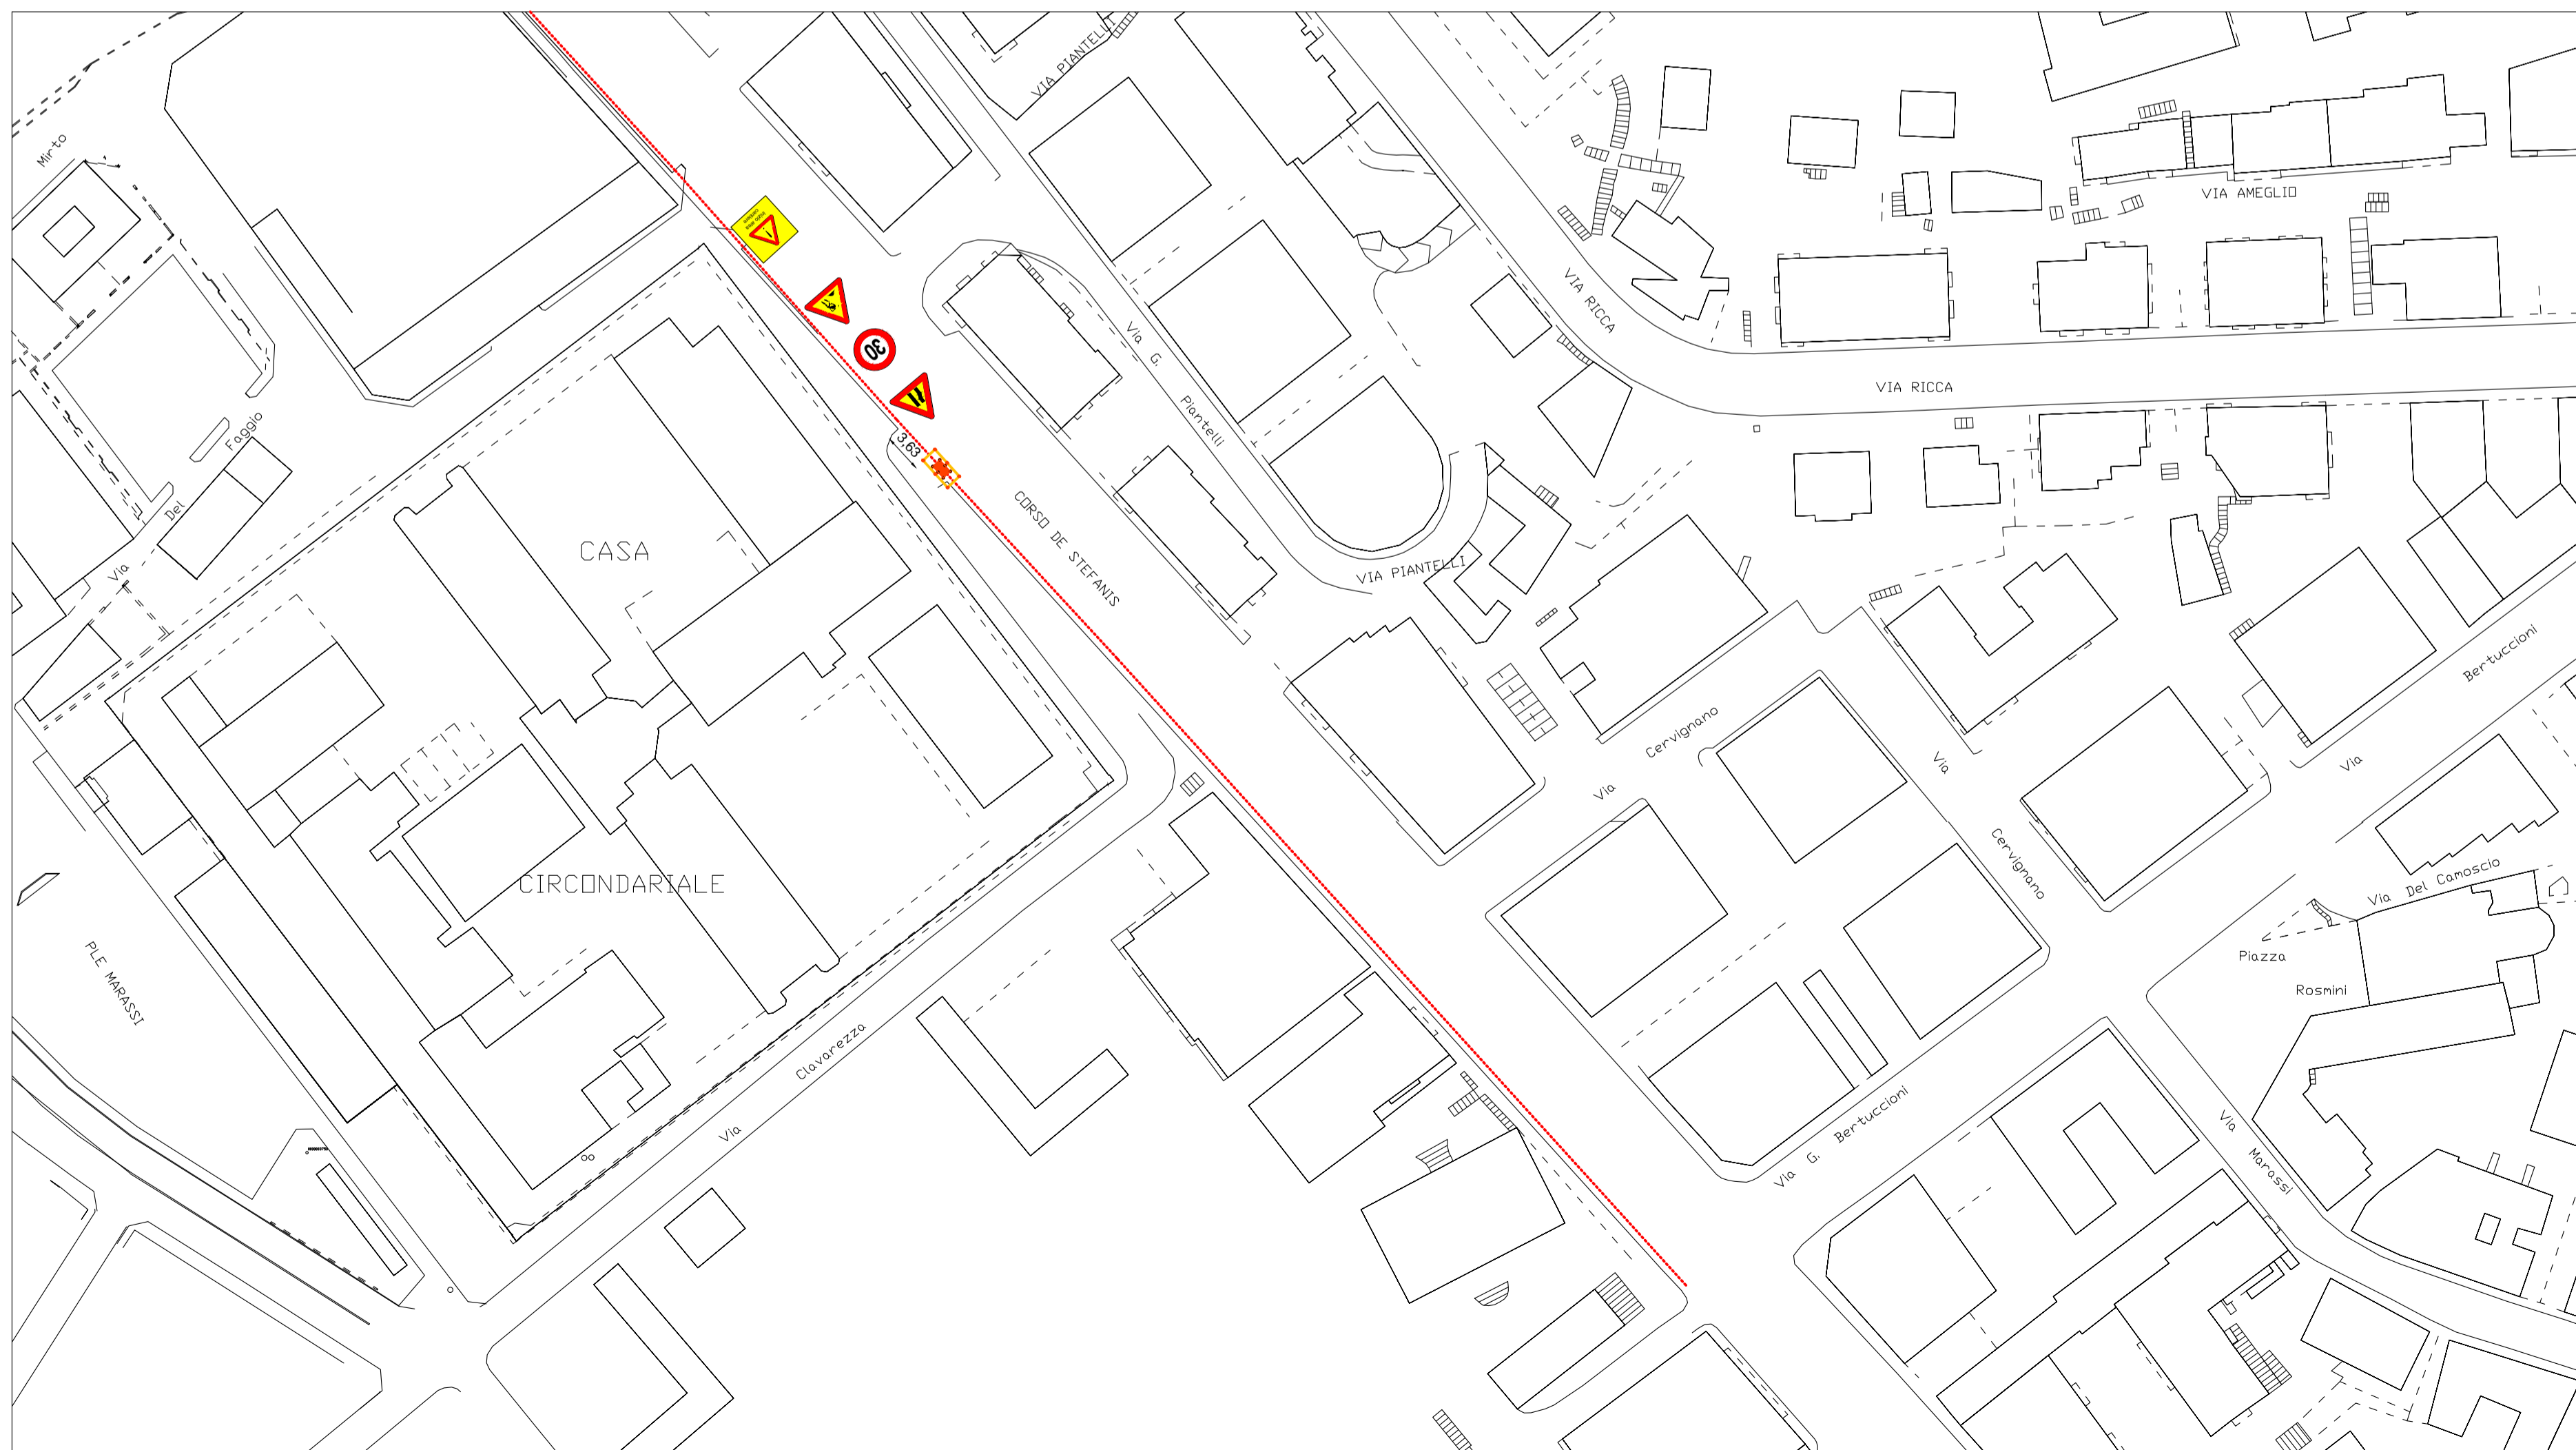 VIA PIANTELLI
Mirto
VIA AMEGLIO
VIA RICCA
30
Via G. Piantelli
VIA RICCA
Via Del Faggio
3,63
CORSO DE STEFANIS
CASA
VIA PIANTELLI
Via Bertuccioni
Via Cervignano
Via Cervignano
CIRCONDARIALE
Via Del Camoscio
PLE MARASSI
Piazza
Rosmini
Via Clavarezza
Via G. Bertuccioni
Via Marassi